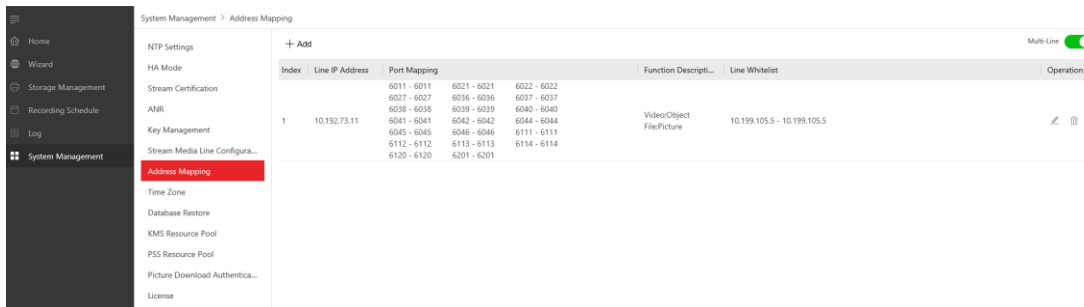 System Management > Address Mapping
Home
Wizard
Storage Management
Recording Schedule
Log
System Management
NTP Settings
HA Mode
Stream Certification
ANR
Key Management
Stream Media Line Configura...
Address Mapping
Time Zone
Database Restore
KMS Resource Pool
PSS Resource Pool
Picture Download Authentica...
License
+ Add
Multi-Line
Index Line IP Address Port Mapping Function Descripti... Line Whitelist Operation
6011 - 6011 6021 - 6021 6022 - 6022
6027 - 6027 6036 - 6036 6037 - 6037
6038 - 6038 6039 - 6039 6040 - 6040
1 10.192.73.11 6041 - 6041 6042 - 6042 6044 - 6044 Video:Object File:Picture 10.199.105.5 - 10.199.105.5
6045 - 6045 6046 - 6046 6111 - 6111
6112 - 6112 6113 - 6113 6114 - 6114
6120 - 6120 6201 - 6201